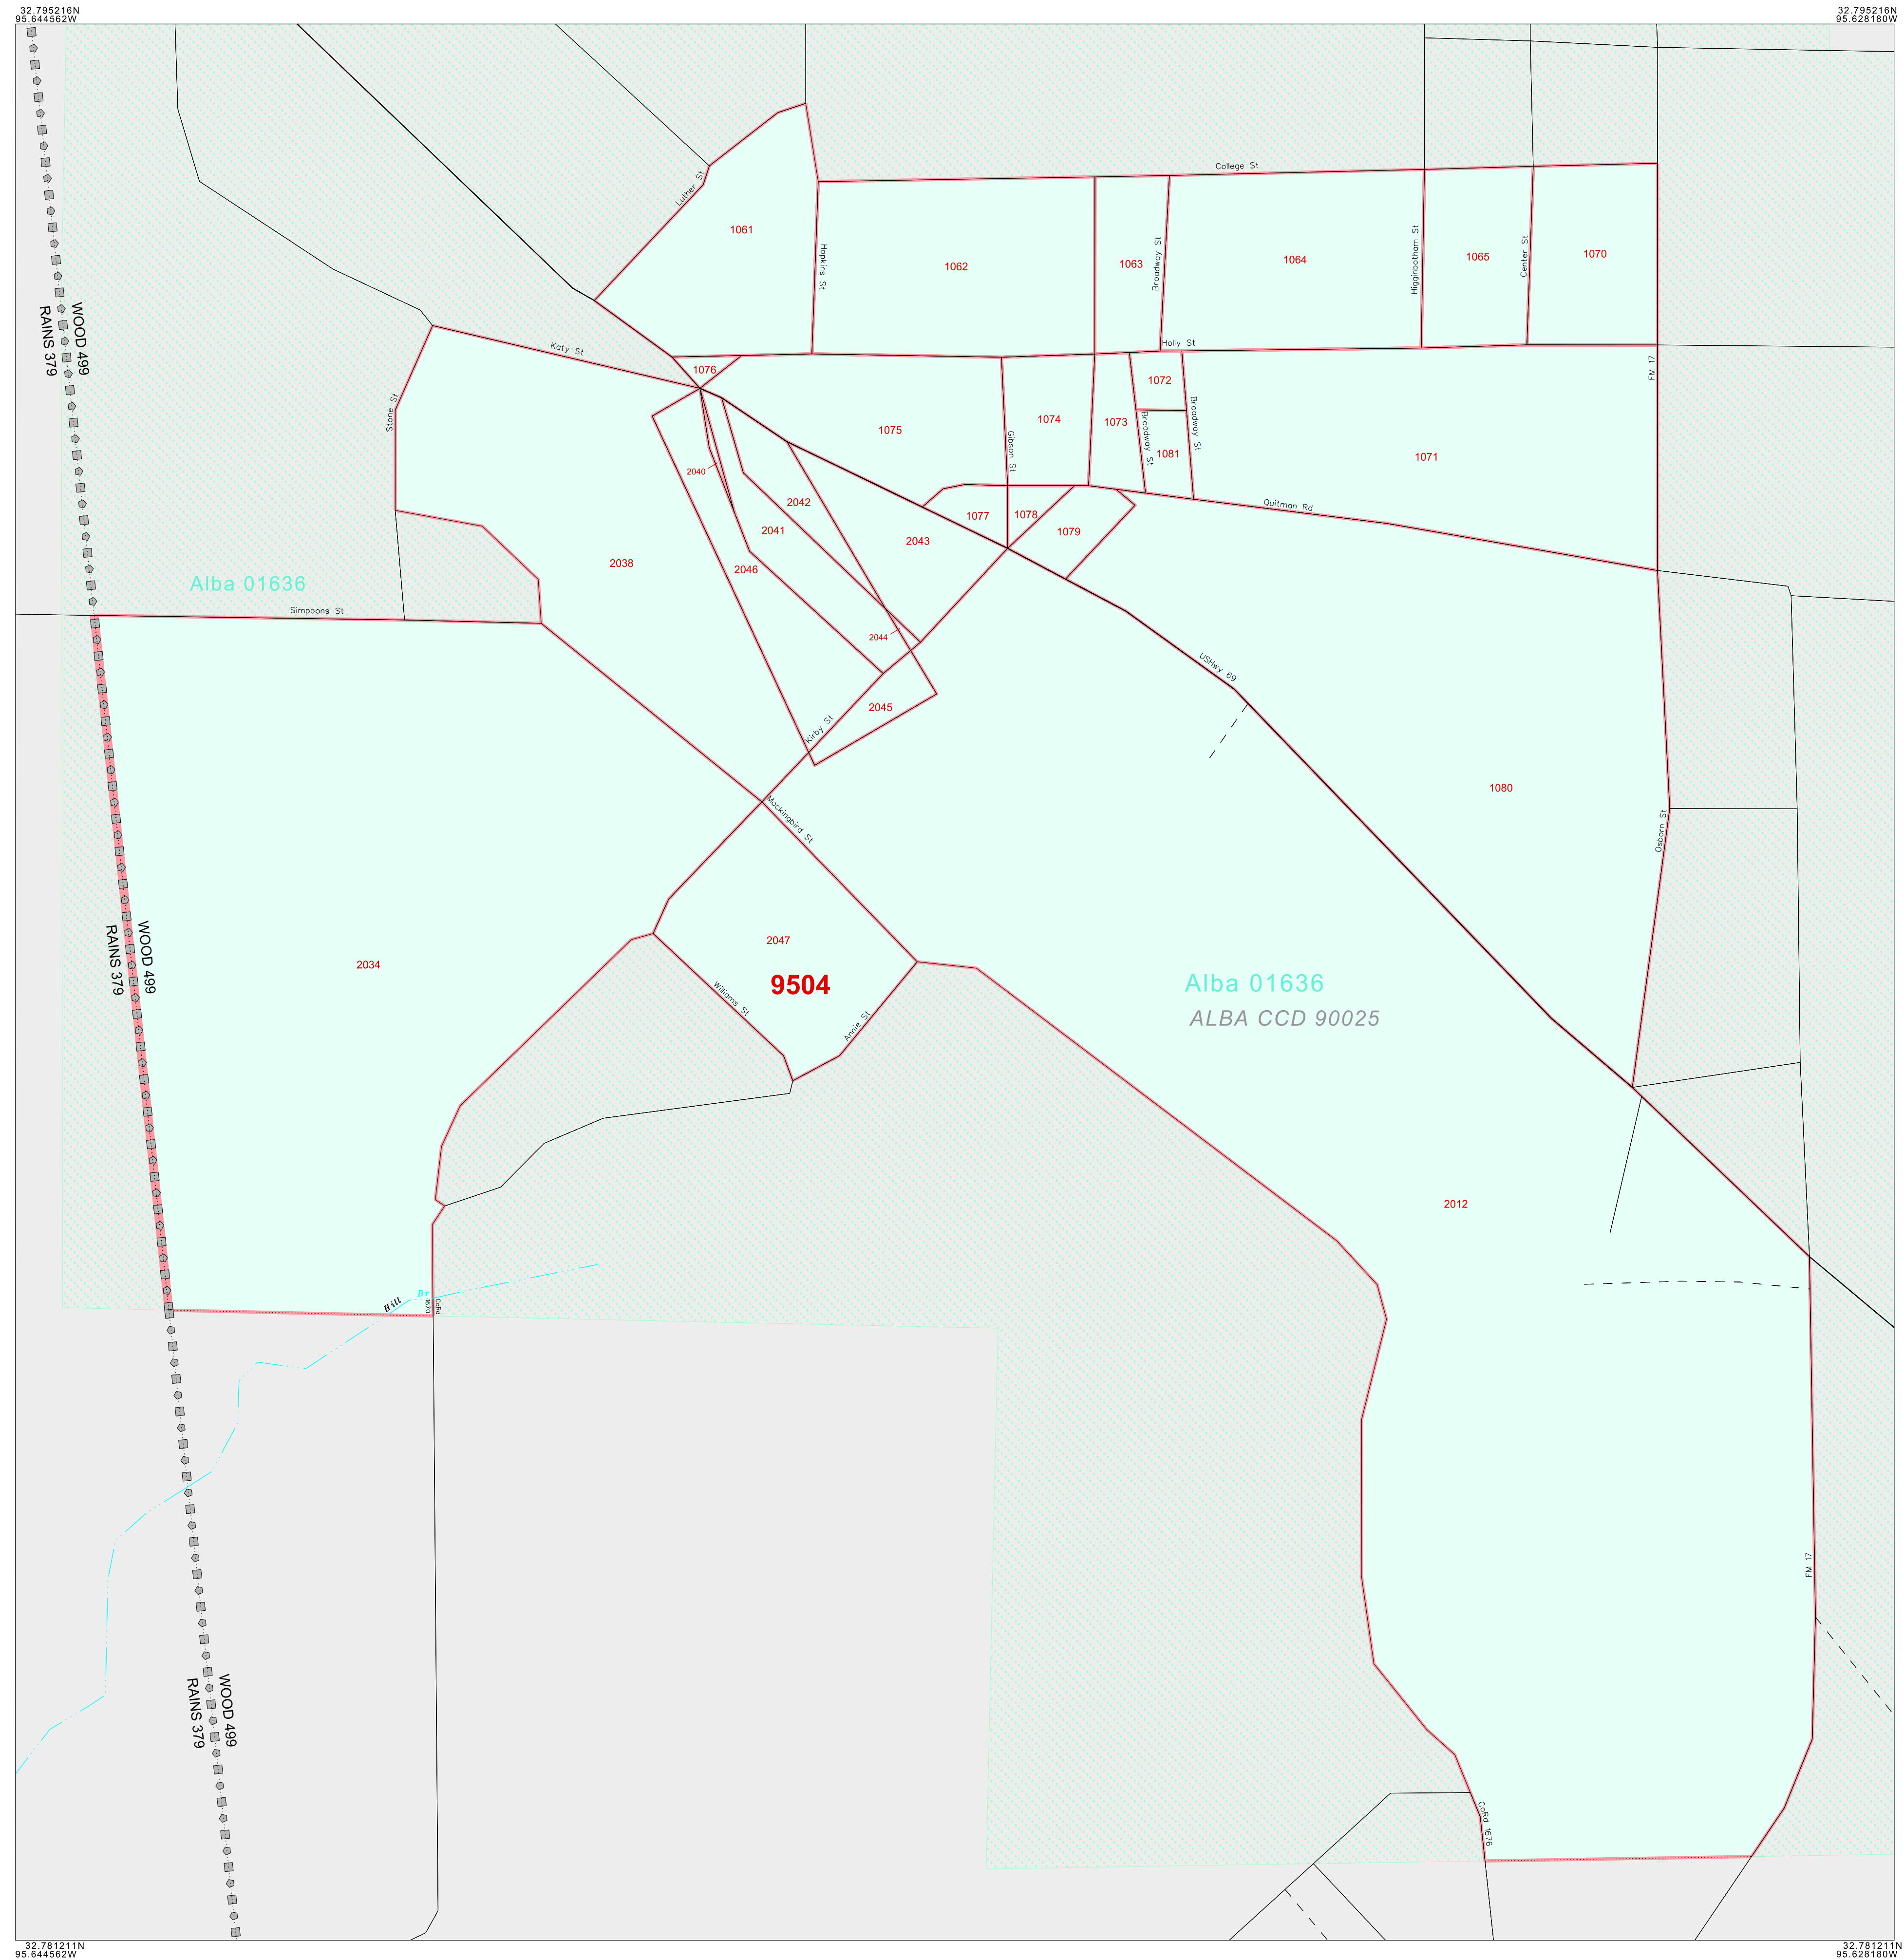 32.795216N
95.644562W
32.795216N
95.628180W
College St
Luther St
1061
Hopkins St
1062
1063
Broadway St
1064
Higginbotham St
1065
Center St
1070
WOOD 499
RAINS 379
Katy St
Holly St
1076
FM 17
1072
Stone St
1075
Gibson St
1074
1073
Broadway St
Broadway St
1081
1071
2040
2042
Quitman Rd
1077
1078
1079
2041
2043
2038
2046
Alba 01636
Simppons St
2044
USHwy 69
2045
Kirby St
1080
Mockingbird St
Osborn St
WOOD 499
RAINS 379
2034
2047
9504
Williams St
Annie St
Alba 01636
ALBA CCD 90025
2012
Hill Br
CoRd 1670
FM 17
WOOD 499
RAINS 379
CoRd 1676
32.781211N
95.644562W
32.781211N
95.628180W